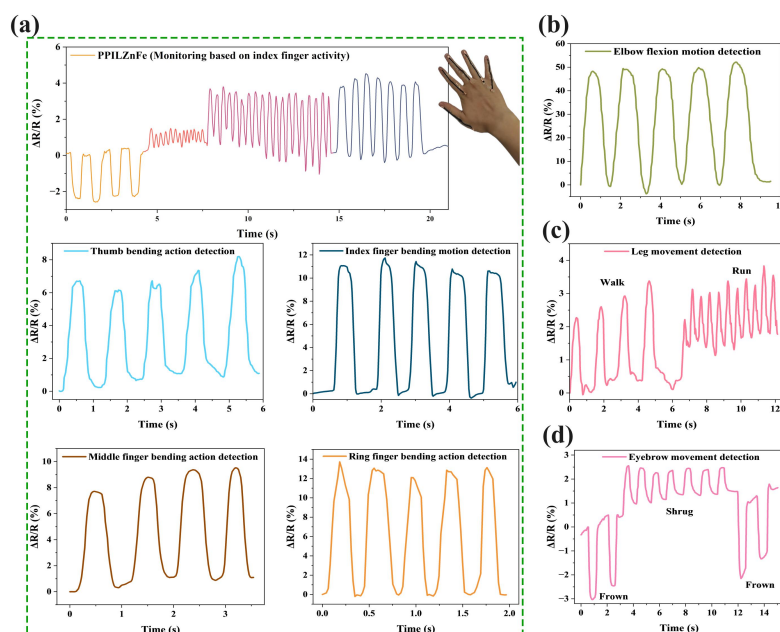 (a)
PPILZnFe (Monitoring based on index finger activity)
ΔR/R (%)
6
4
2
0
−2
0
5
10
15
20
Time (s)
Thumb bending action detection
ΔR/R (%)
8
6
4
2
0
0
1
2
3
4
5
6
Time (s)
Index finger bending motion detection
ΔR/R (%)
12
10
8
6
4
2
0
0
2
4
6
Time (s)
Middle finger bending action detection
ΔR/R (%)
10
8
6
4
2
0
0
1
2
3
Time (s)
Ring finger bending action detection
ΔR/R (%)
14
12
10
8
6
4
2
0
0.0
0.5
1.0
1.5
2.0
Time (s)
(b)
Elbow flexion motion detection
ΔR/R (%)
60
50
40
30
20
10
0
0
2
4
6
8
10
Time (s)
(c)
Leg movement detection
Walk
Run
ΔR/R (%)
4
3
2
1
0
0
2
4
6
8
10
12
Time (s)
(d)
Eyebrow movement detection
Shrug
Frown
Frown
ΔR/R (%)
3
2
1
0
−1
−2
−3
0
2
4
6
8
10
12
14
Time (s)